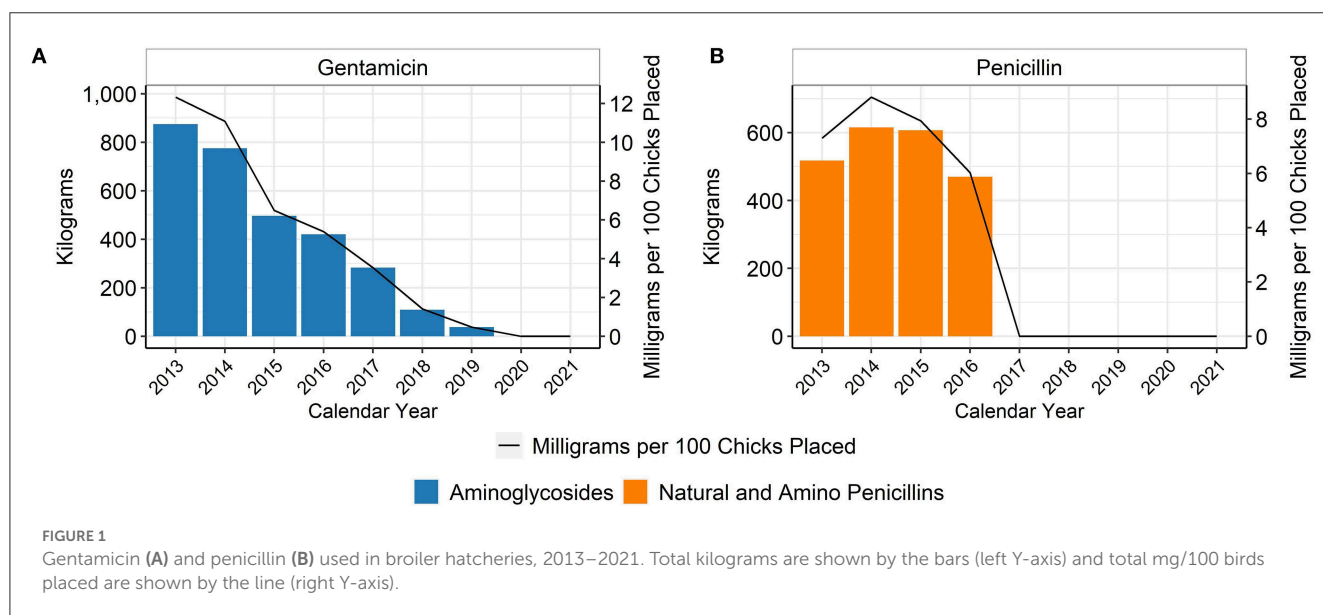 A
Gentamicin
1,000
800
600
400
200
0
Kilograms
12
10
8
6
4
2
0
Milligrams per 100 Chicks Placed
2013
2014
2015
2016
2017
2018
2019
2020
2021
Calendar Year
B
Penicillin
600
400
200
0
Kilograms
8
6
4
2
0
Milligrams per 100 Chicks Placed
2013
2014
2015
2016
2017
2018
2019
2020
2021
Calendar Year
Milligrams per 100 Chicks Placed
Aminoglycosides Natural and Amino Penicillins
FIGURE 1
Gentamicin (A) and penicillin (B) used in broiler hatcheries, 2013–2021. Total kilograms are shown by the bars (left Y-axis) and total mg/100 birds
placed are shown by the line (right Y-axis).